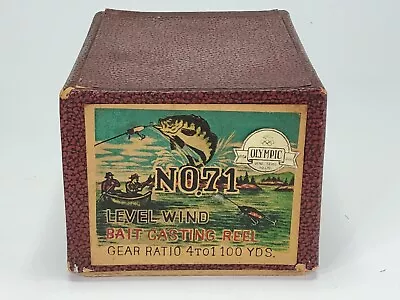 OLYMPIC
NO.71
LEVEL WIND
BAIT CASTING REEL
GEAR RATIO 4 TO 1 100 YDS.